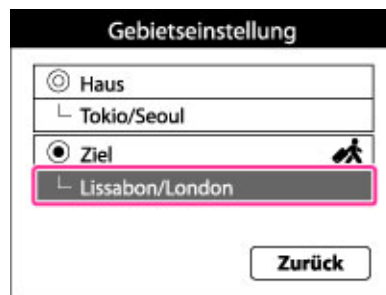 Gebietseinstellung
Haus
Tokio/Seoul
Ziel
Lissabon/London
Zurück